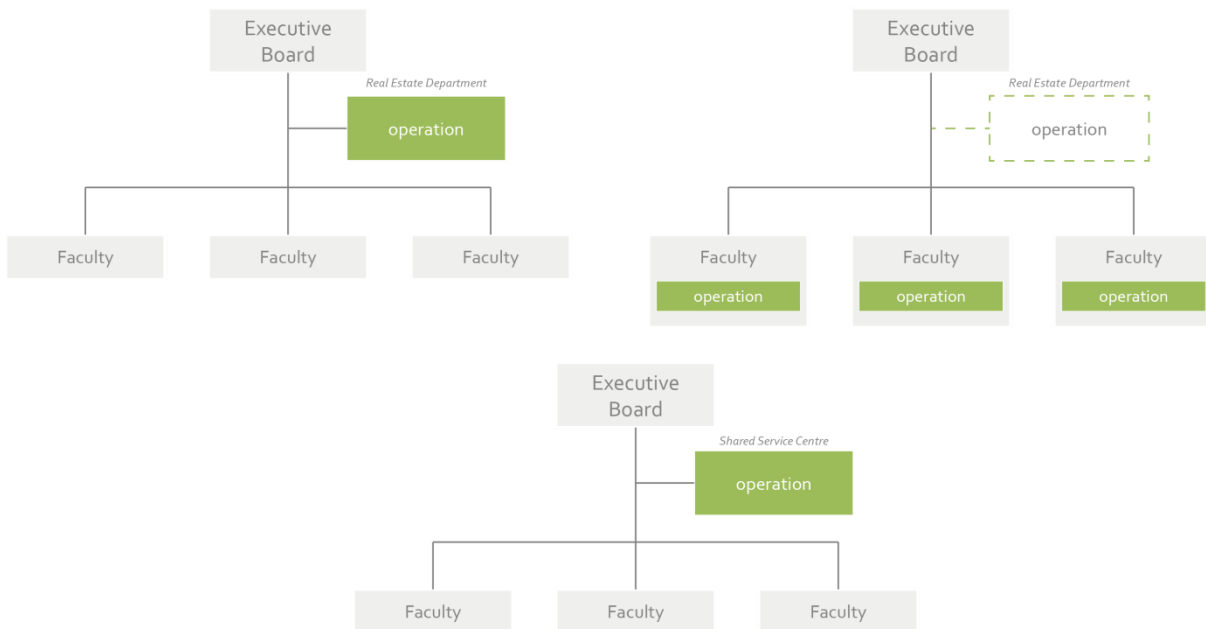 Executive
Board
Real Estate Department
operation
Faculty
Faculty
Faculty
Executive
Board
Real Estate Department
operation
Faculty
Faculty
Faculty
operation
operation
operation
Executive
Board
Shared Service Centre
operation
Faculty
Faculty
Faculty